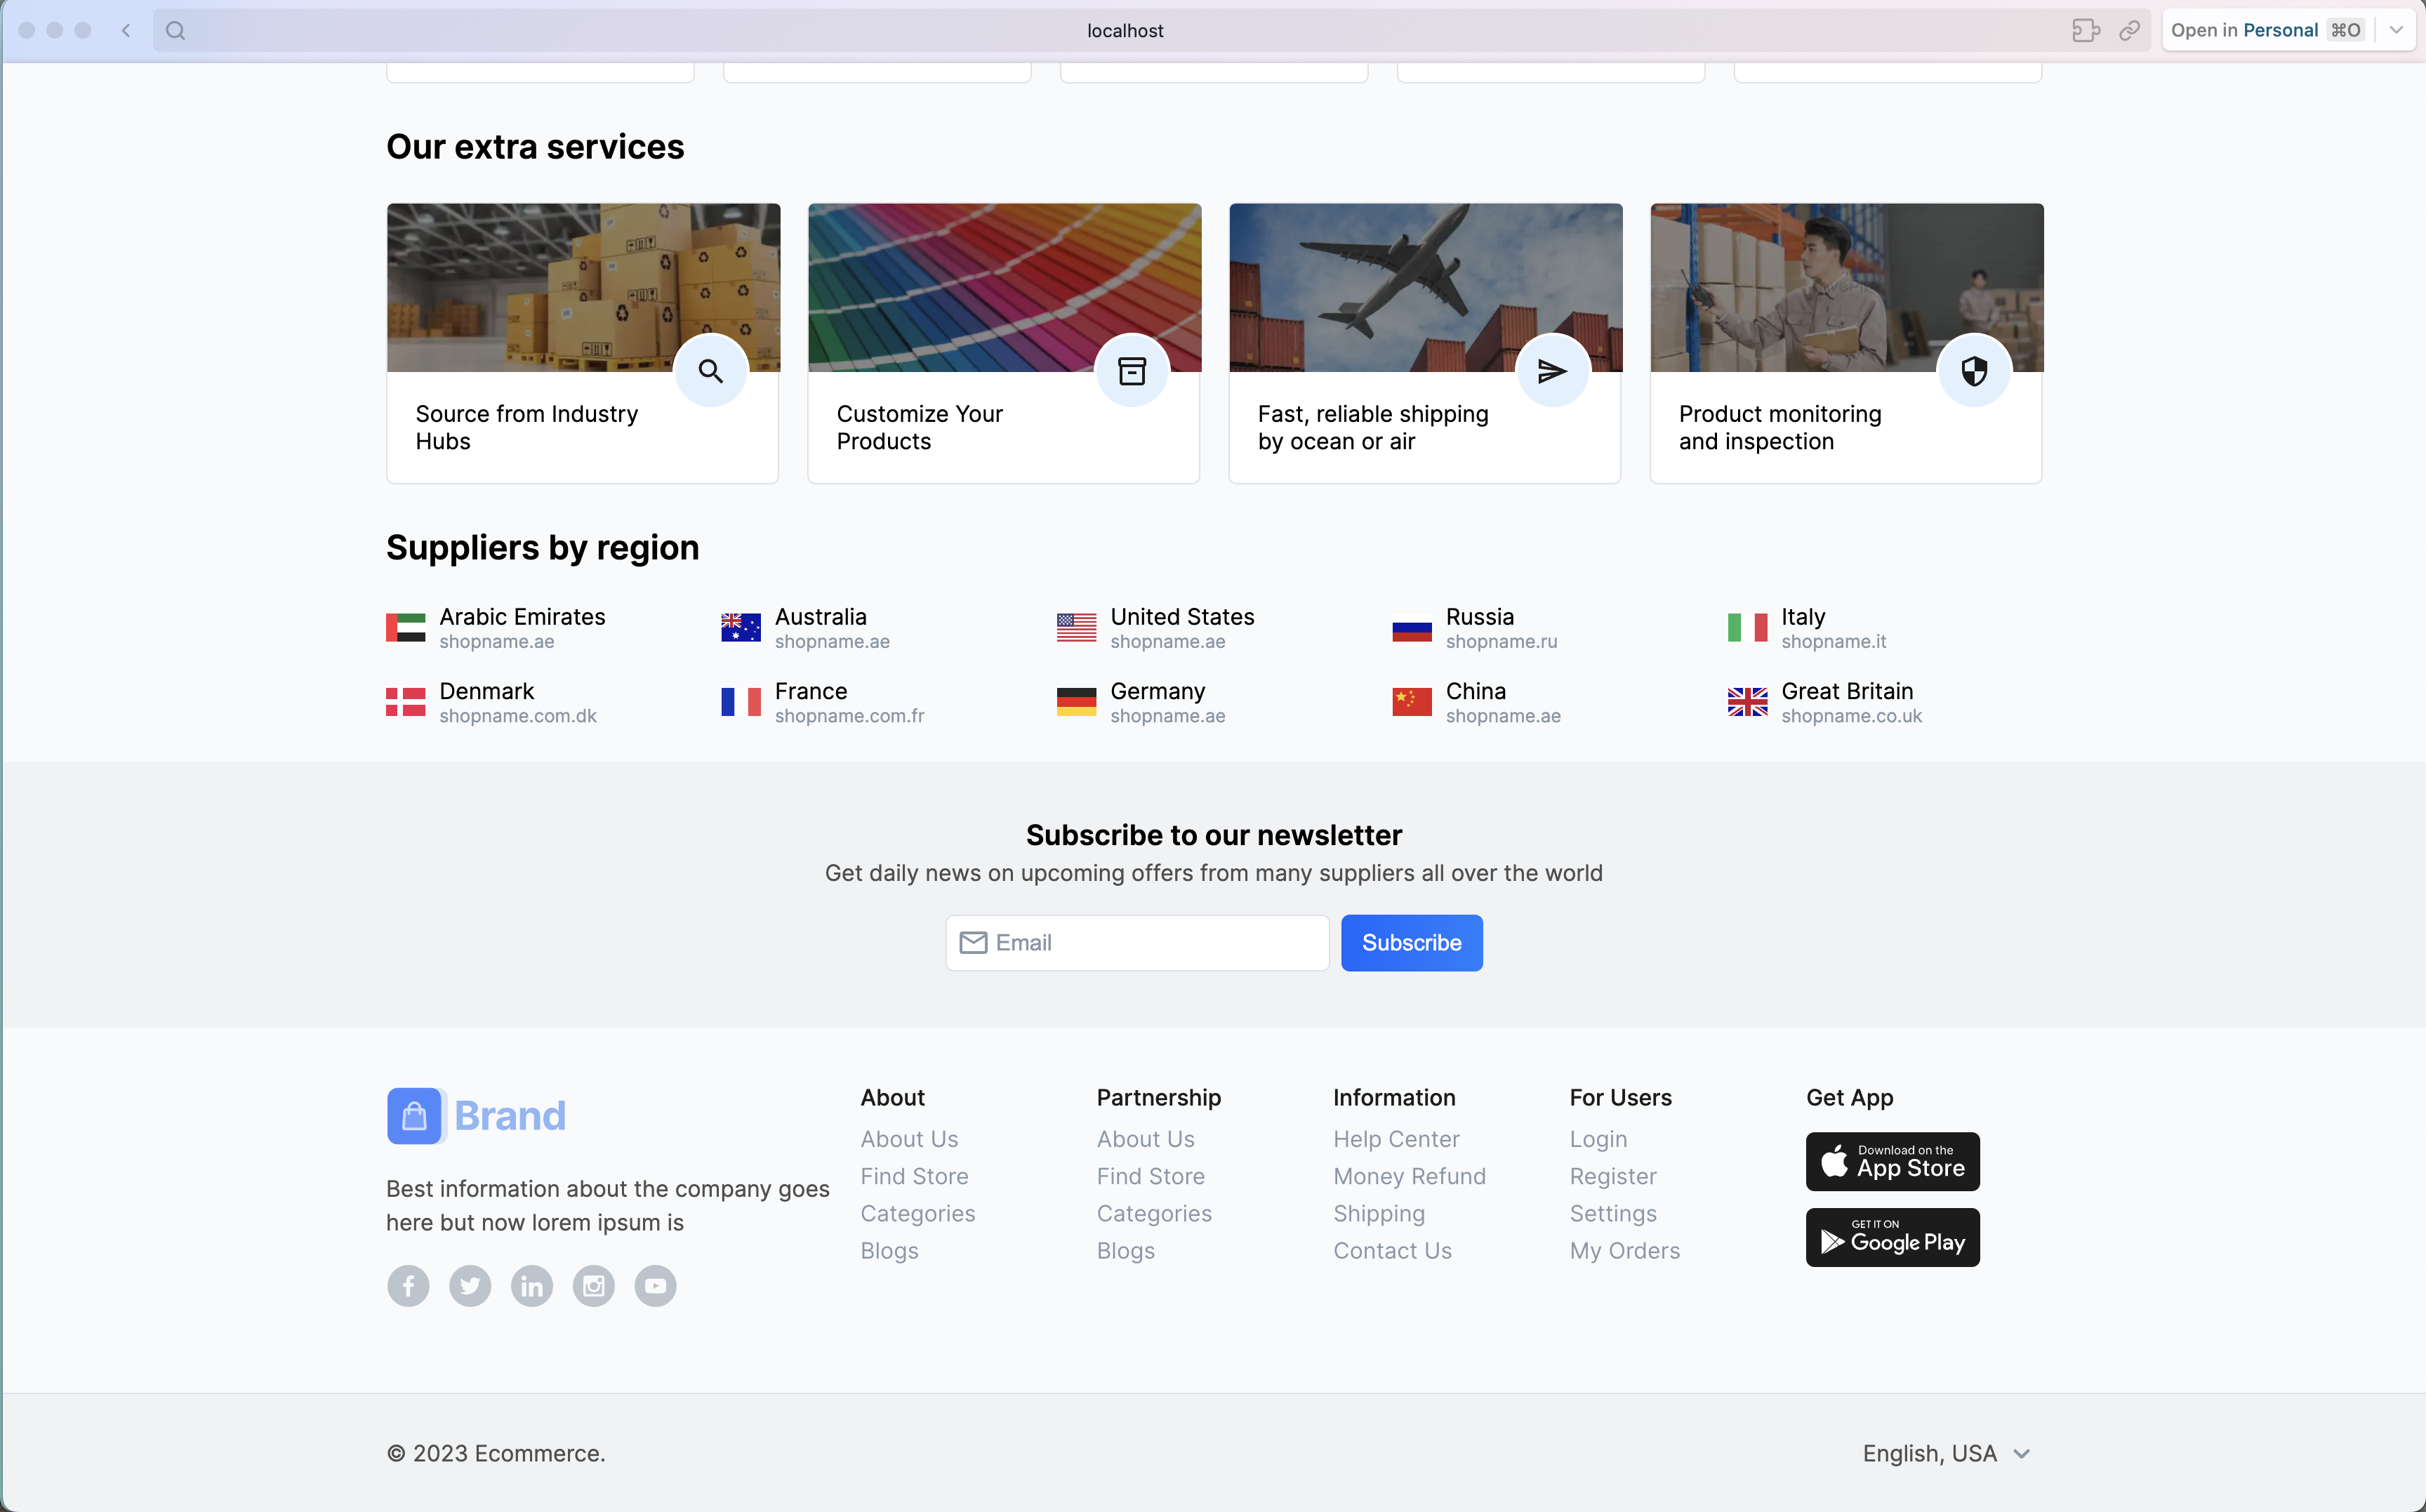 localhost
Open in Personal ⌘O
Our extra services
Source from Industry
Hubs
Customize Your
Products
Fast, reliable shipping
by ocean or air
Product monitoring
and inspection
Suppliers by region
Arabic Emirates
shopname.ae
Australia
shopname.ae
United States
shopname.ae
Russia
shopname.ru
Italy
shopname.it
Denmark
shopname.com.dk
France
shopname.com.fr
Germany
shopname.ae
China
shopname.ae
Great Britain
shopname.co.uk
Subscribe to our newsletter
Get daily news on upcoming offers from many suppliers all over the world
Email
Subscribe
Brand
Best information about the company goes
here but now lorem ipsum is
About
About Us
Find Store
Categories
Blogs
Partnership
About Us
Find Store
Categories
Blogs
Information
Help Center
Money Refund
Shipping
Contact Us
For Users
Login
Register
Settings
My Orders
Get App
Download on the
App Store
GET IT ON
Google Play
© 2023 Ecommerce.
English, USA